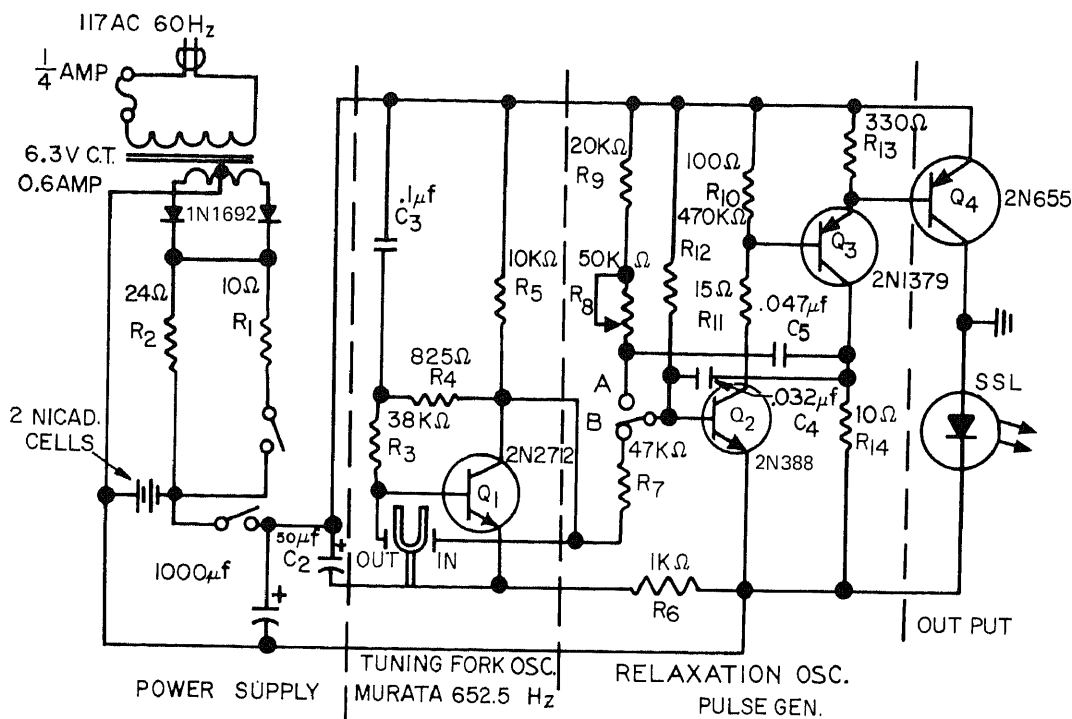 117AC 60Hz
1/4 AMP
6.3V C.T.
0.6AMP
1N1692
24Ω
R2
10Ω
R1
2 NICAD.
CELLS
1000μf
+
50μf
C2
+
POWER SUPPLY
.1μf
C3
10KΩ
R5
825Ω
R4
38KΩ
R3
2N2712
Q1
OUT
IN
TUNING FORK OSC.
MURATA 652.5 Hz
20KΩ
R9
50KΩ
R8
470KΩ
R12
100Ω
R10
15Ω
R11
330Ω
R13
Q3
2N1379
.047μf
C5
A
B
47KΩ
R7
Q2
2N388
.032μf
C4
10Ω
R14
1KΩ
R6
RELAXATION OSC.
PULSE GEN.
Q4
2N655
SSL
OUT PUT